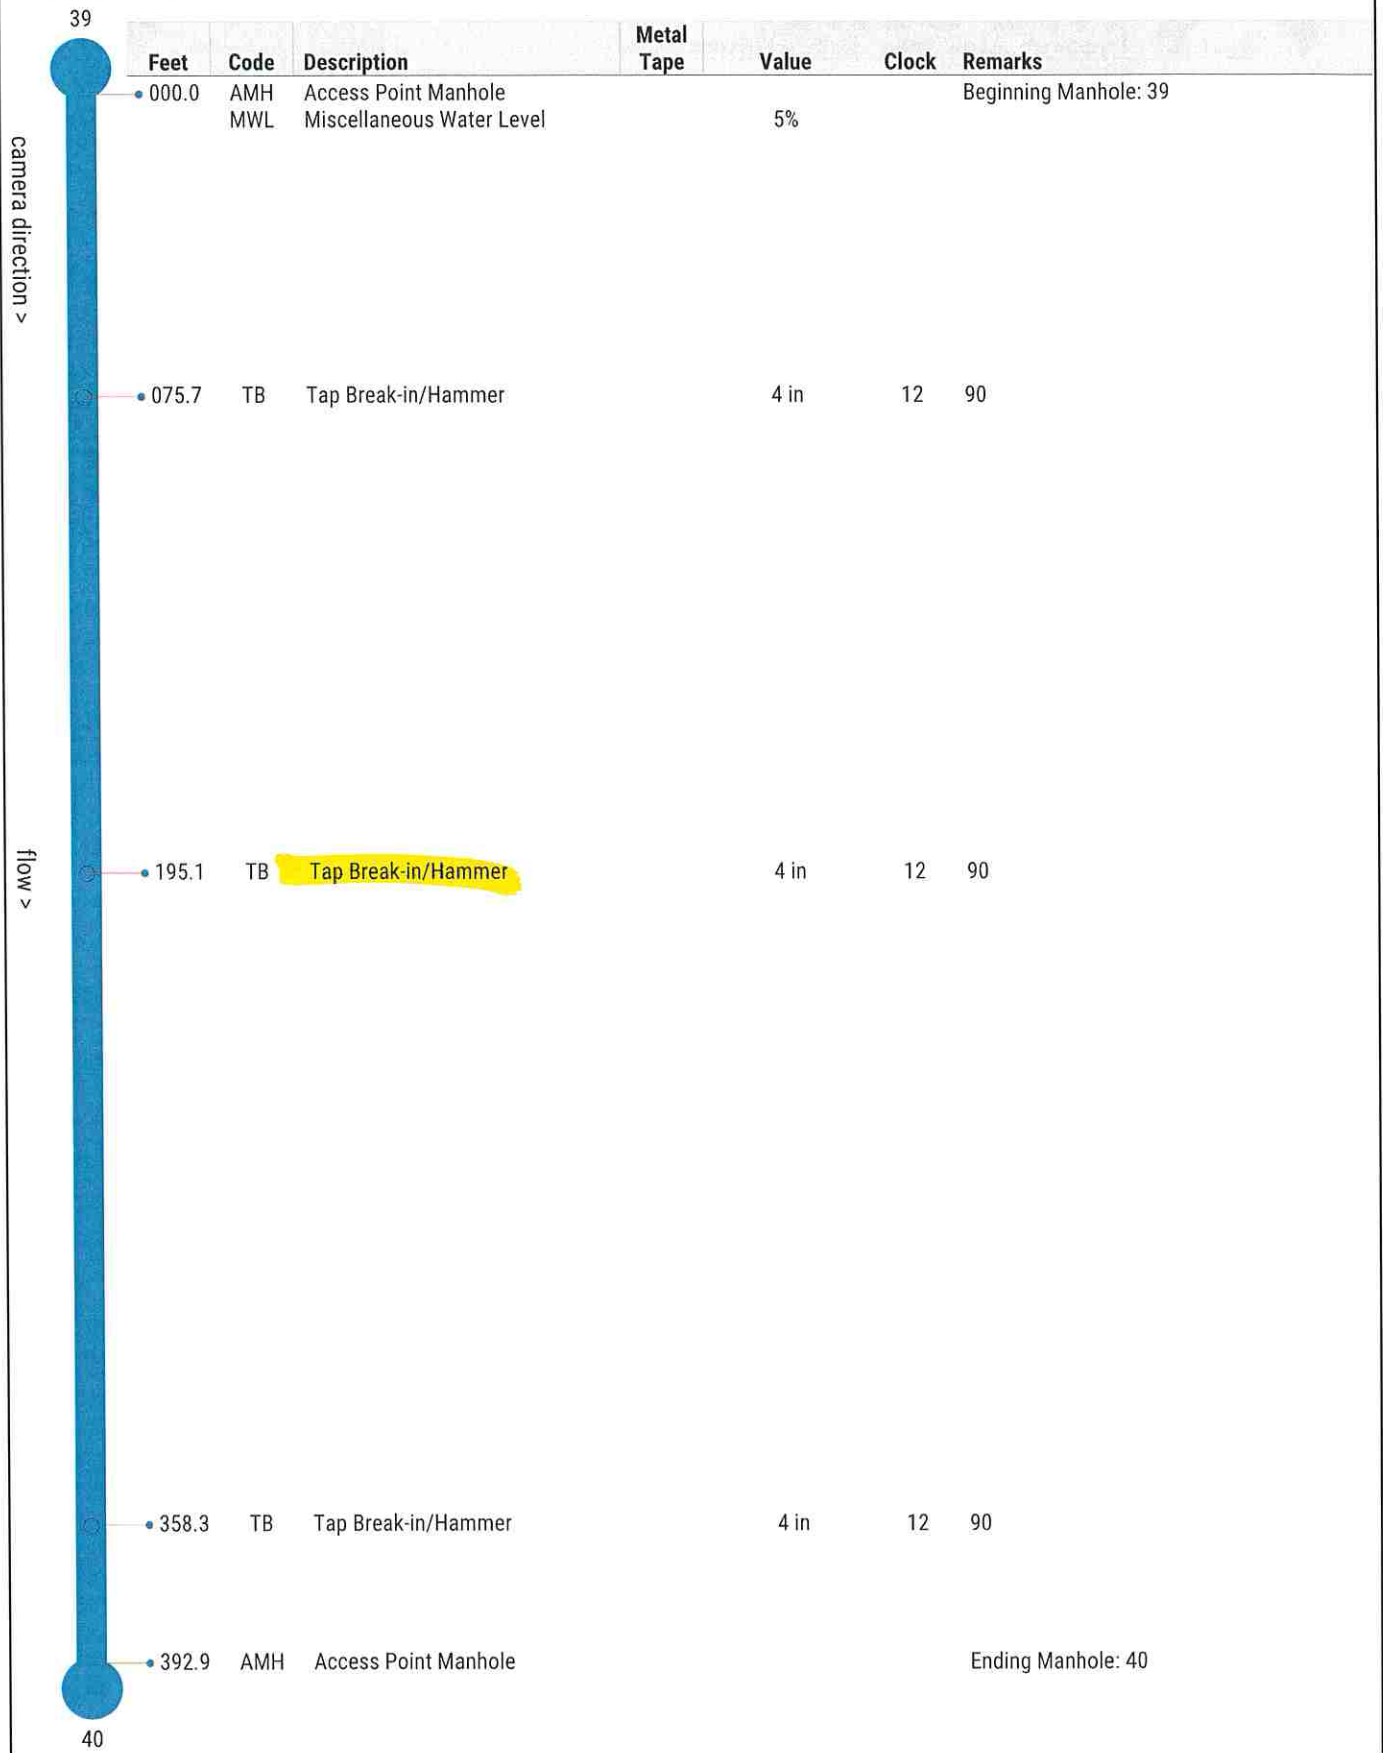 39
Feet Code Description Metal Tape Value Clock Remarks
000.0 AMH Access Point Manhole Beginning Manhole: 39
MWL Miscellaneous Water Level 5%
camera direction >
075.7 TB Tap Break-in/Hammer 4 in 12 90
flow >
195.1 TB Tap Break-in/Hammer 4 in 12 90
358.3 TB Tap Break-in/Hammer 4 in 12 90
392.9 AMH Access Point Manhole Ending Manhole: 40
40